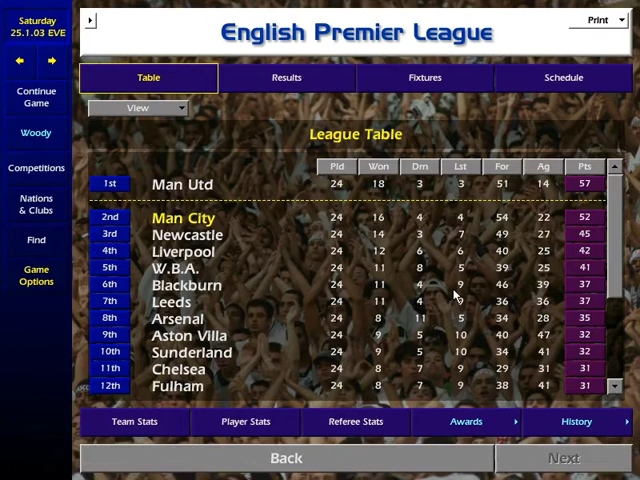 Saturday
25.1.03 EVE
Print
English Premier League
Table Results Fixtures Schedule
Continue
Game
View
Woody
League Table
Competitions
Pld Won Drn Lst For Ag Pts
1st Man Utd 24 18 3 3 51 14 57
Nations
& Clubs
2nd Man City 24 16 4 4 54 22 52
3rd Newcastle 24 14 3 7 49 27 45
Find
4th Liverpool 24 12 6 6 40 25 42
5th W.B.A. 24 11 8 5 39 25 41
Game
Options
6th Blackburn 24 11 4 9 46 39 37
7th Leeds 24 11 4 9 36 36 37
8th Arsenal 24 8 11 5 34 28 35
9th Aston Villa 24 9 5 10 40 47 32
10th Sunderland 24 9 5 10 34 41 32
11th Chelsea 24 8 7 9 29 31 31
12th Fulham 24 8 7 9 38 41 31
Team Stats Player Stats Referee Stats Awards History
Back Next